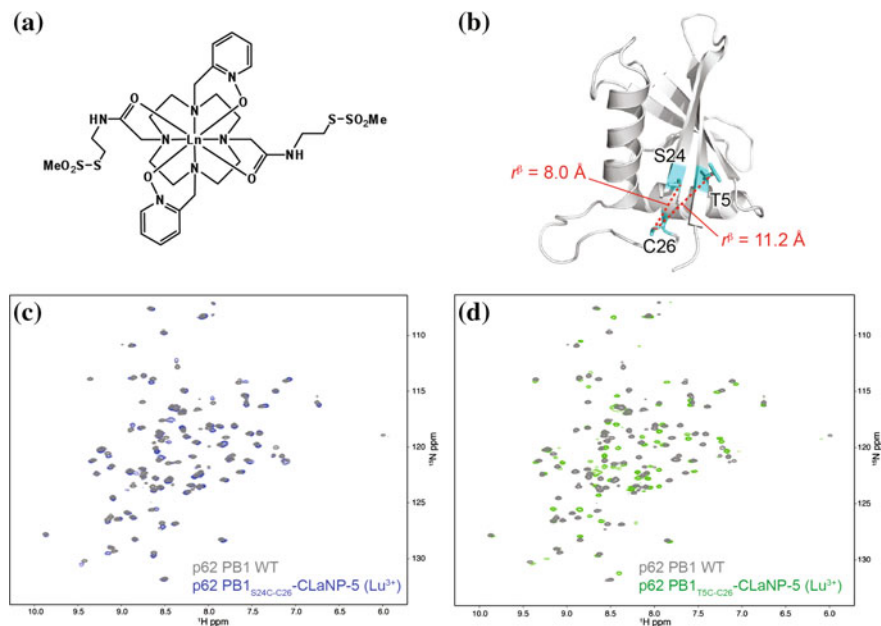 (a)
N
O
N
O
HN
N
S-SO₂Me
N
Ln
N
MeO₂S-S
N
O
NH
O
N
(b)
S24
rᵝ = 8.0 Å
T5
C26
rᵝ = 11.2 Å
(c)
110
115
120
125
130
¹⁵N ppm
p62 PB1 WT
p62 PB1S24C-C26-CLaNP-5 (Lu³⁺)
10.0 9.5 9.0 8.5 8.0 7.5 7.0 6.5 6.0
¹H ppm
(d)
110
115
120
125
130
¹⁵N ppm
p62 PB1 WT
p62 PB1T5C-C26-CLaNP-5 (Lu³⁺)
10.0 9.5 9.0 8.5 8.0 7.5 7.0 6.5 6.0
¹H ppm